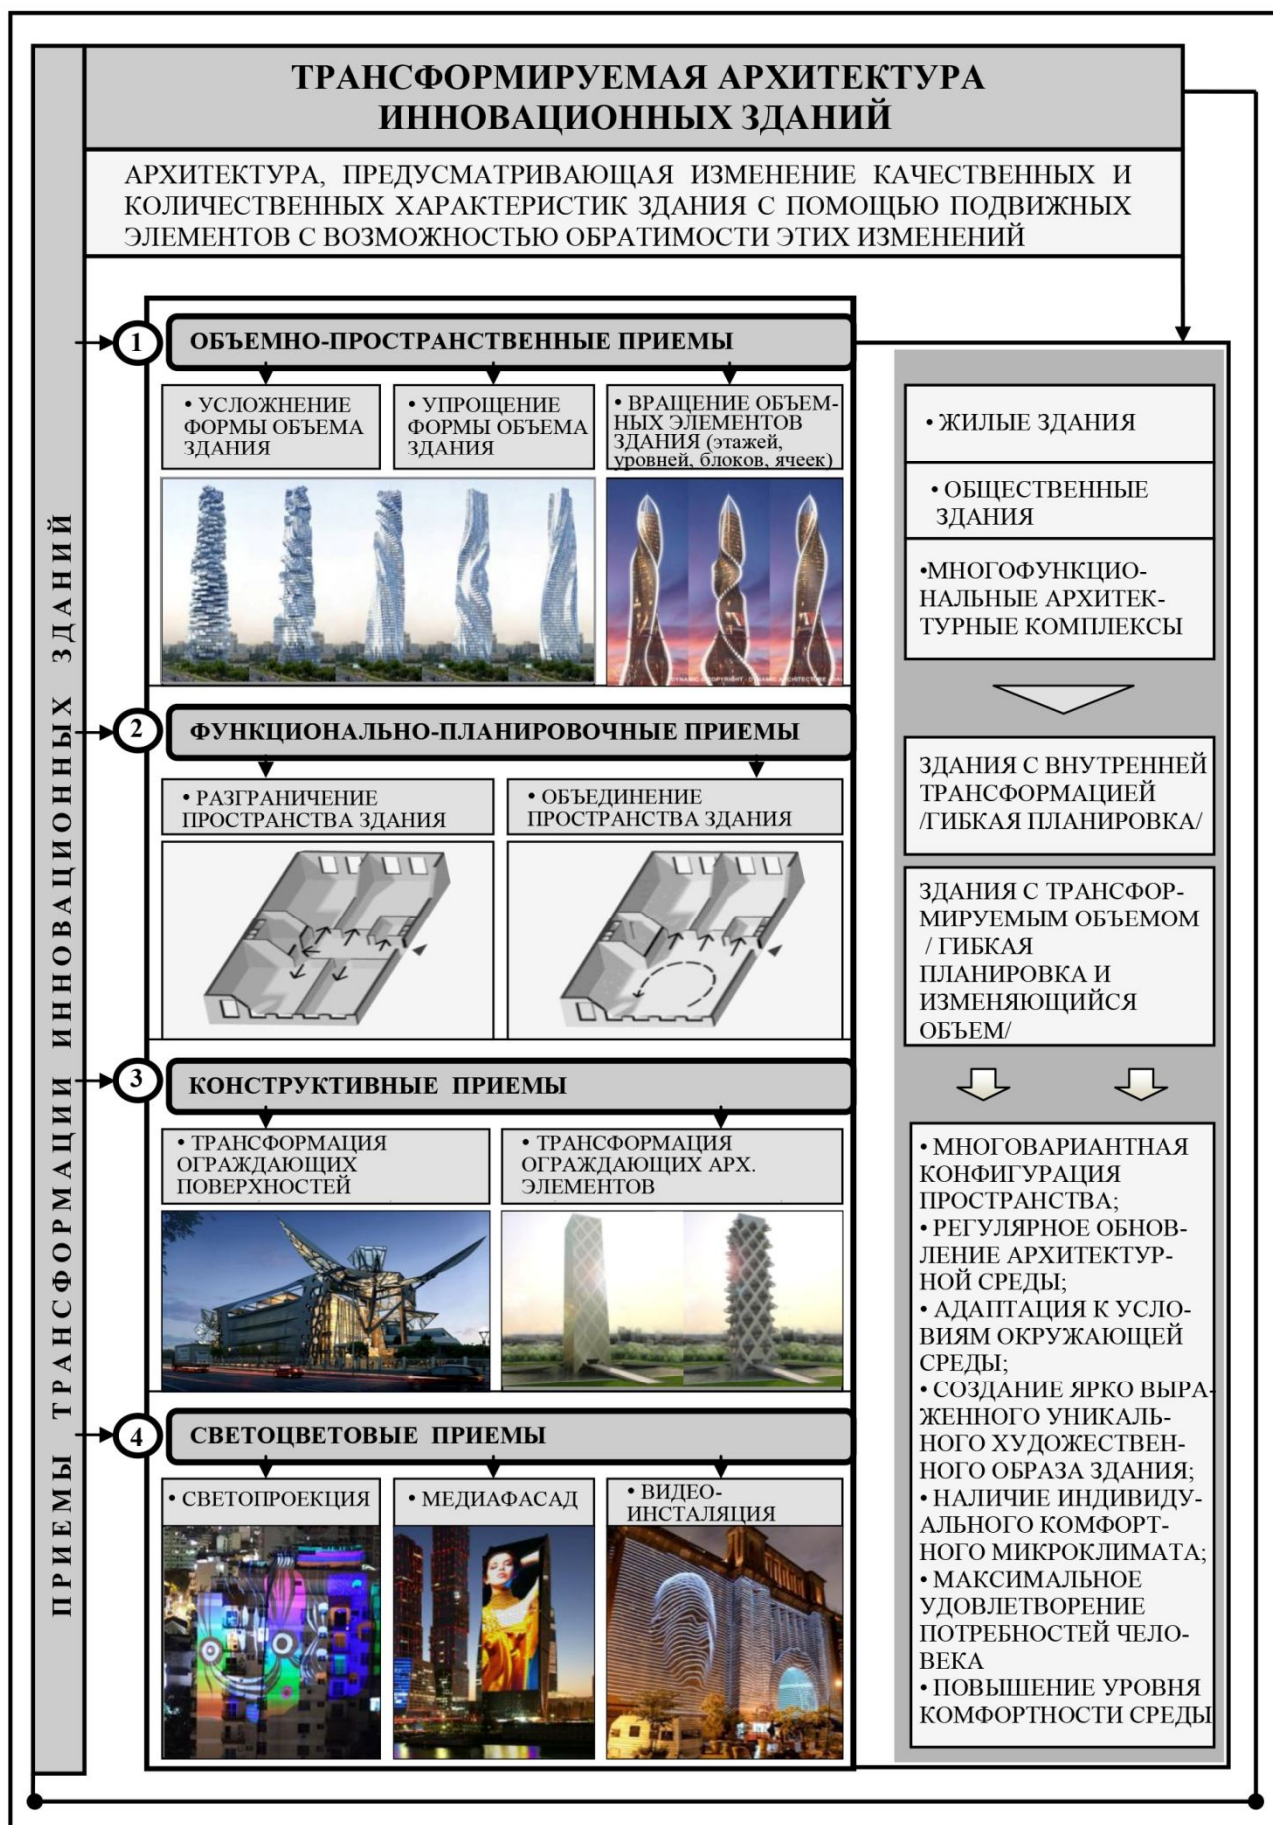 ТРАНСФОРМИРУЕМАЯ АРХИТЕКТУРА
ИННОВАЦИОННЫХ ЗДАНИЙ
АРХИТЕКТУРА, ПРЕДУСМАТРИВАЮЩАЯ ИЗМЕНЕНИЕ КАЧЕСТВЕННЫХ И
КОЛИЧЕСТВЕННЫХ ХАРАКТЕРИСТИК ЗДАНИЯ С ПОМОЩЬЮ ПОДВИЖНЫХ
ЭЛЕМЕНТОВ С ВОЗМОЖНОСТЬЮ ОБРАТИМОСТИ ЭТИХ ИЗМЕНЕНИЙ
ПРИЕМЫ ТРАНСФОРМАЦИИ ИННОВАЦИОННЫХ ЗДАНИЙ
1
ОБЪЕМНО-ПРОСТРАНСТВЕННЫЕ ПРИЕМЫ
• УСЛОЖНЕНИЕ
ФОРМЫ ОБЪЕМА
ЗДАНИЯ
• УПРОЩЕНИЕ
ФОРМЫ ОБЪЕМА
ЗДАНИЯ
• ВРАЩЕНИЕ ОБЪЕМ-
НЫХ ЭЛЕМЕНТОВ
ЗДАНИЯ (этажей,
уровней, блоков, ячеек)
2
ФУНКЦИОНАЛЬНО-ПЛАНИРОВОЧНЫЕ ПРИЕМЫ
• РАЗГРАНИЧЕНИЕ
ПРОСТРАНСТВА ЗДАНИЯ
• ОБЪЕДИНЕНИЕ
ПРОСТРАНСТВА ЗДАНИЯ
3
КОНСТРУКТИВНЫЕ ПРИЕМЫ
• ТРАНСФОРМАЦИЯ
ОГРАЖДАЮЩИХ
ПОВЕРХНОСТЕЙ
• ТРАНСФОРМАЦИЯ
ОГРАЖДАЮЩИХ АРХ.
ЭЛЕМЕНТОВ
4
СВЕТОЦВЕТОВЫЕ ПРИЕМЫ
• СВЕТОПРОЕКЦИЯ
• МЕДИАФАСАД
• ВИДЕО-
ИНСТАЛЯЦИЯ
• ЖИЛЫЕ ЗДАНИЯ
• ОБЩЕСТВЕННЫЕ
ЗДАНИЯ
•МНОГОФУНКЦИО-
НАЛЬНЫЕ АРХИТЕК-
ТУРНЫЕ КОМПЛЕКСЫ
ЗДАНИЯ С ВНУТРЕННЕЙ
ТРАНСФОРМАЦИЕЙ
/ГИБКАЯ ПЛАНИРОВКА/
ЗДАНИЯ С ТРАНСФОР-
МИРУЕМЫМ ОБЪЕМОМ
/ ГИБКАЯ
ПЛАНИРОВКА И
ИЗМЕНЯЮЩИЙСЯ
ОБЪЕМ/
• МНОГОВАРИАНТНАЯ
КОНФИГУРАЦИЯ
ПРОСТРАНСТВА;
• РЕГУЛЯРНОЕ ОБНОВ-
ЛЕНИЕ АРХИТЕКТУР-
НОЙ СРЕДЫ;
• АДАПТАЦИЯ К УСЛО-
ВИЯМ ОКРУЖАЮЩЕЙ
СРЕДЫ;
• СОЗДАНИЕ ЯРКО ВЫРА-
ЖЕННОГО УНИКАЛЬ-
НОГО ХУДОЖЕСТВЕН-
НОГО ОБРАЗА ЗДАНИЯ;
• НАЛИЧИЕ ИНДИВИДУ-
АЛЬНОГО КОМФОРТ-
НОГО МИКРОКЛИМАТА;
• МАКСИМАЛЬНОЕ
УДОВЛЕТВОРЕНИЕ
ПОТРЕБНОСТЕЙ ЧЕЛО-
ВЕКА
• ПОВЫШЕНИЕ УРОВНЯ
КОМФОРТНОСТИ СРЕДЫ